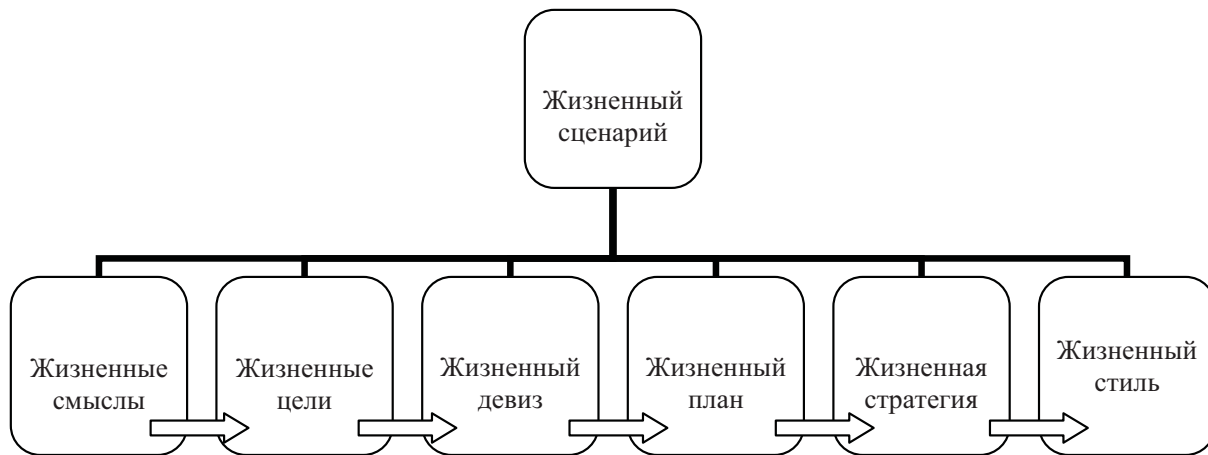 Жизненный
сценарий
Жизненные
смыслы
Жизненные
цели
Жизненный
девиз
Жизненный
план
Жизненная
стратегия
Жизненный
стиль